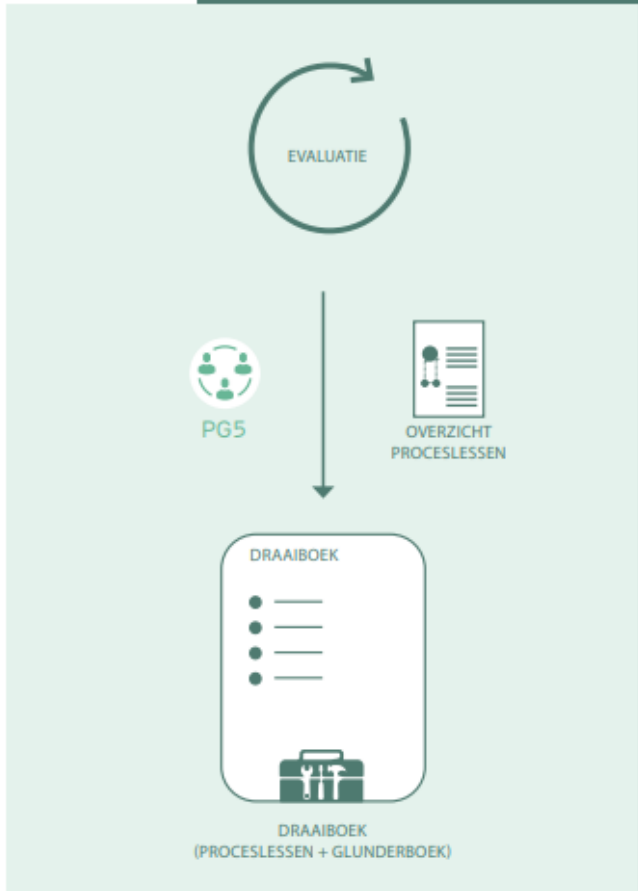 EVALUATIE
PG5
OVERZICHT
PROCESLESSEN
DRAAIBOEK
DRAAIBOEK
(PROCESLESSEN + GLUNDERBOEK)